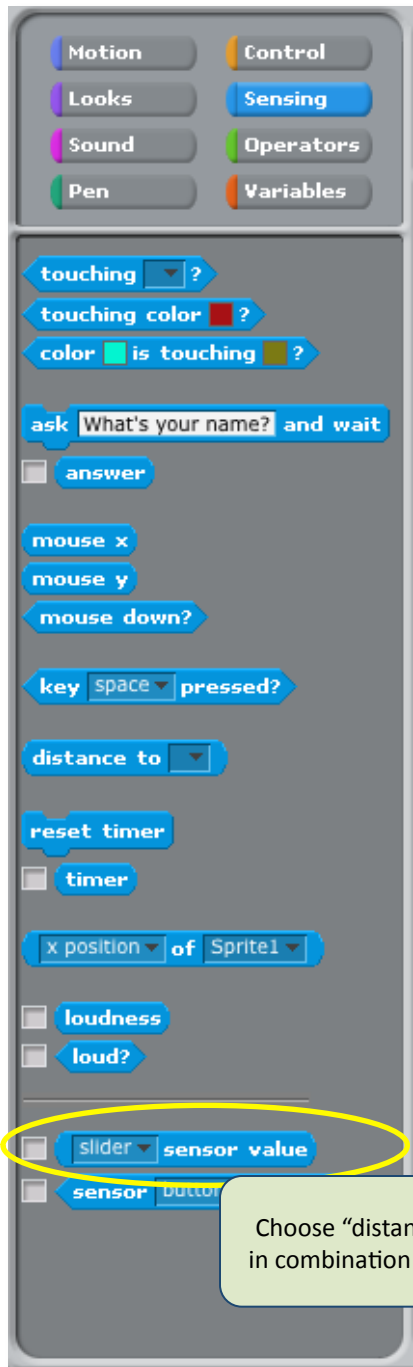 Motion Control
Looks Sensing
Sound Operators
Pen Variables
touching ?
touching color ?
color is touching ?
ask What's your name? and wait
answer
mouse x
mouse y
mouse down?
key space pressed?
distance to
reset timer
timer
x position of Sprite1
loudness
loud?
slider sensor value
sensor
Choose “
in combination